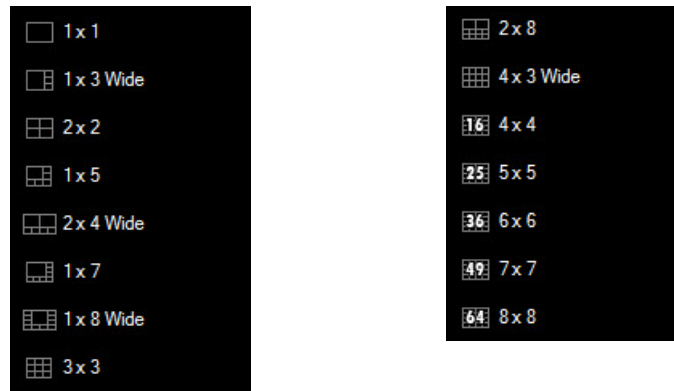 1 x 1
1 x 3 Wide
2 x 2
1 x 5
2 x 4 Wide
1 x 7
1 x 8 Wide
3 x 3
2 x 8
4 x 3 Wide
16 4 x 4
25 5 x 5
36 6 x 6
49 7 x 7
64 8 x 8